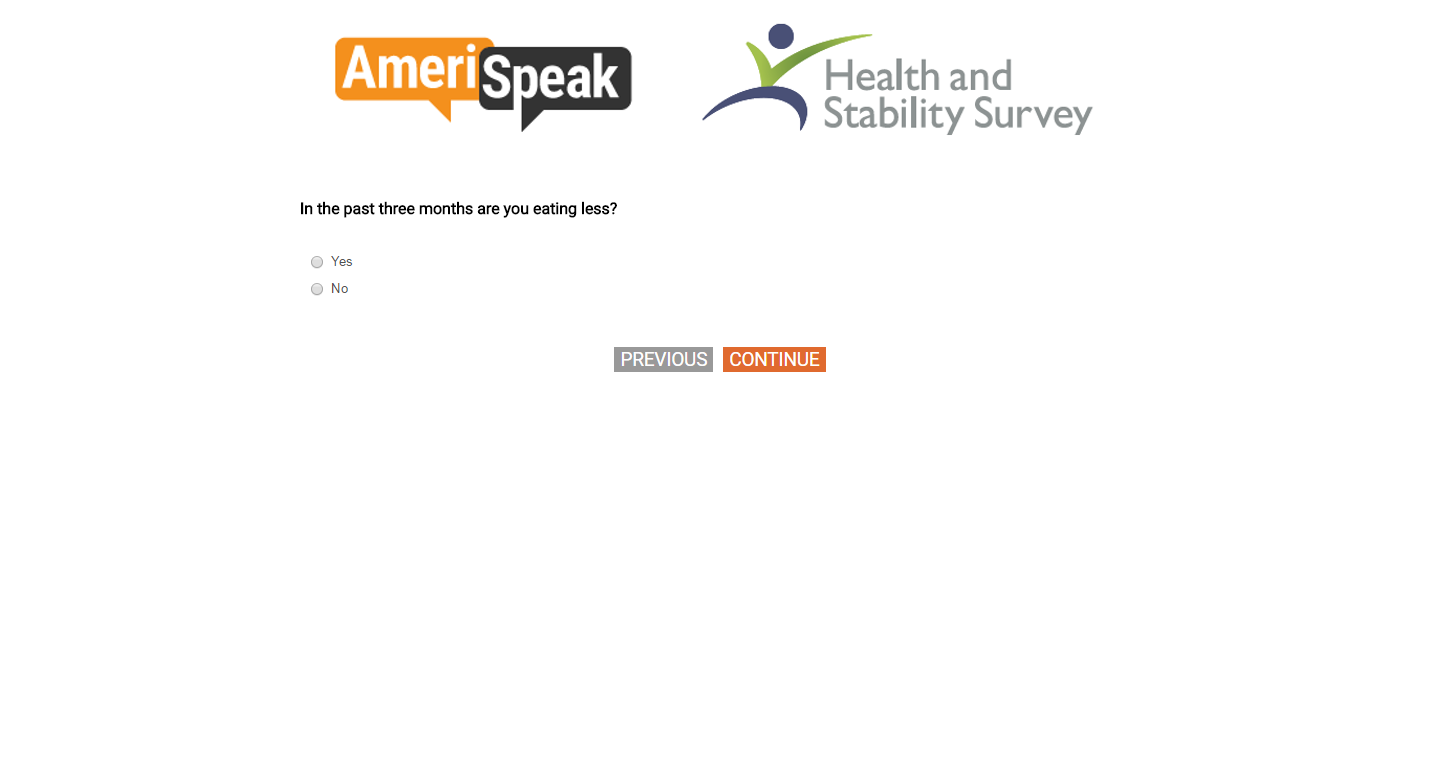 AmeriSpeak
Health and
Stability Survey
In the past three months are you eating less?
Yes
No
PREVIOUS CONTINUE